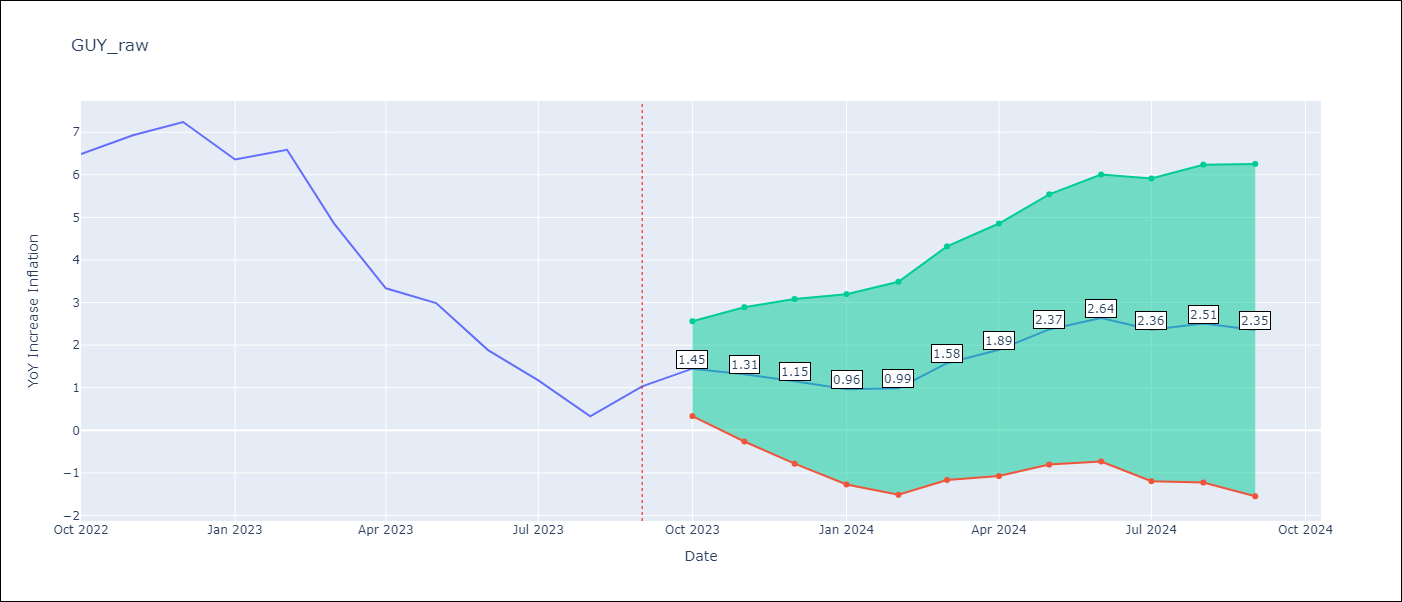 GUY_raw
YoY Increase Inflation
7
6
5
4
3
2
1
0
−1
−2
1.45
1.31
1.15
0.96
0.99
1.58
1.89
2.37
2.64
2.36
2.51
2.35
Oct 2022
Jan 2023
Apr 2023
Jul 2023
Oct 2023
Jan 2024
Apr 2024
Jul 2024
Oct 2024
Date